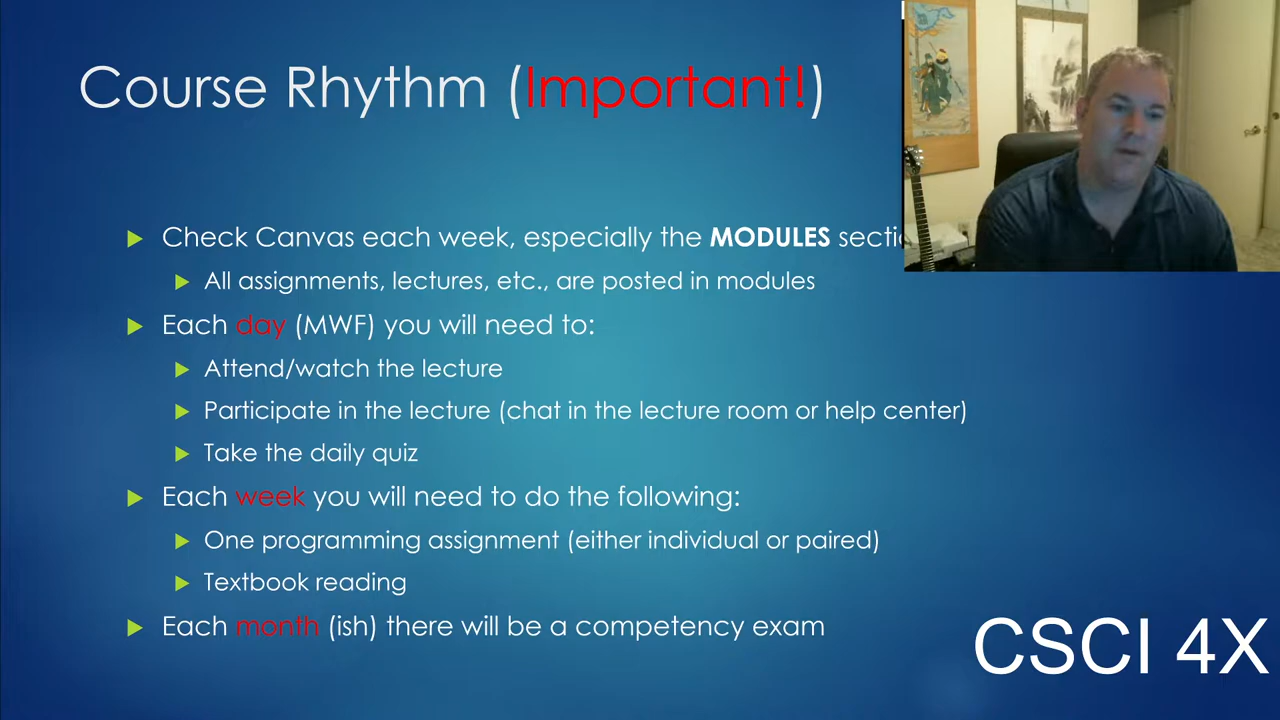 Course Rhythm (Important!)
Check Canvas each week, especially the MODULES
All assignments, lectures, etc., are posted in modules
Each day (MWF) you will need to:
Attend/watch the lecture
Participate in the lecture (chat in the lecture room or help center)
Take the daily quiz
Each week you will need to do the following:
One programming assignment (either individual or paired)
Textbook reading
Each month (ish) there will be a competency exam
CSCI 4X